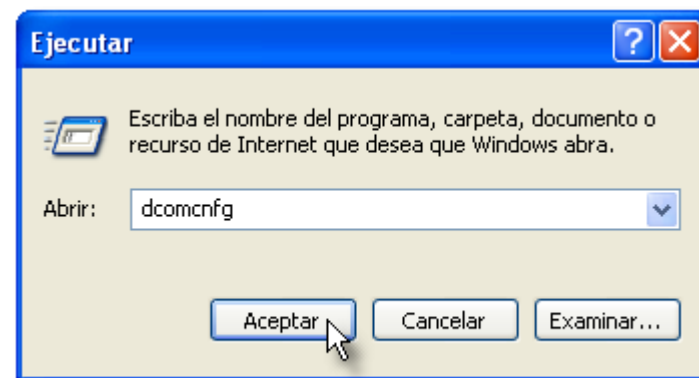 Ejecutar
Escriba el nombre del programa, carpeta, documento o
recurso de Internet que desea que Windows abra.
Abrir: dcomcnfg
Aceptar Cancelar Examinar...